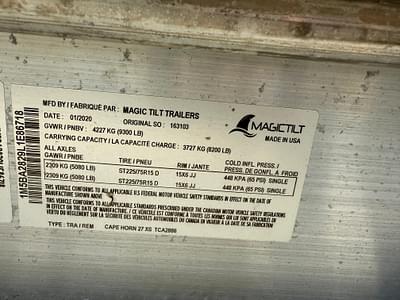 MFD BY / FABRIQUE PAR : MAGIC TILT TRAILERS
DATE : 01/2020 ORIGINAL SO : 163103
GVWR / PNBV : 4227 KG (9300 LB)
CARRYING CAPACITY / LA CAPACITE CHARGE : 3727 KG (8200 LB)
ALL AXLES
GAWR / PNBE TIRE / PNEU RIM / JANTE COLD INFL. PRESS. / PRESS. DE GONFL. A FROID
2309 KG (5080 LB) ST225/75R15 D 15X6 JJ 448 KPA (65 PSI) SINGLE
2309 KG (5080 LB) ST225/75R15 D 15X6 JJ 448 KPA (65 PSI) SINGLE
THIS VEHICLE CONFORMS TO ALL APPLICABLE U.S. FEDERAL MOTOR VEHICLE SAFETY STANDARDS IN EFFECT ON THE DATE OF
MANUFACTURE SHOWN ABOVE.
TYPE : TRA / REM CAPE HORN 27 XS TCA2886
MAGICTILT
MADE IN USA
1M5BA2829L1E86718